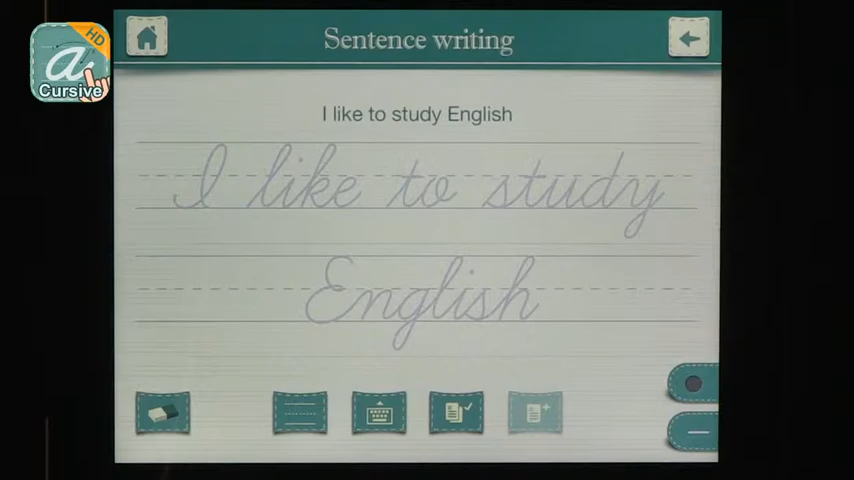 HD
a
Cursive
Sentence writing
I like to study English
I like to study
English